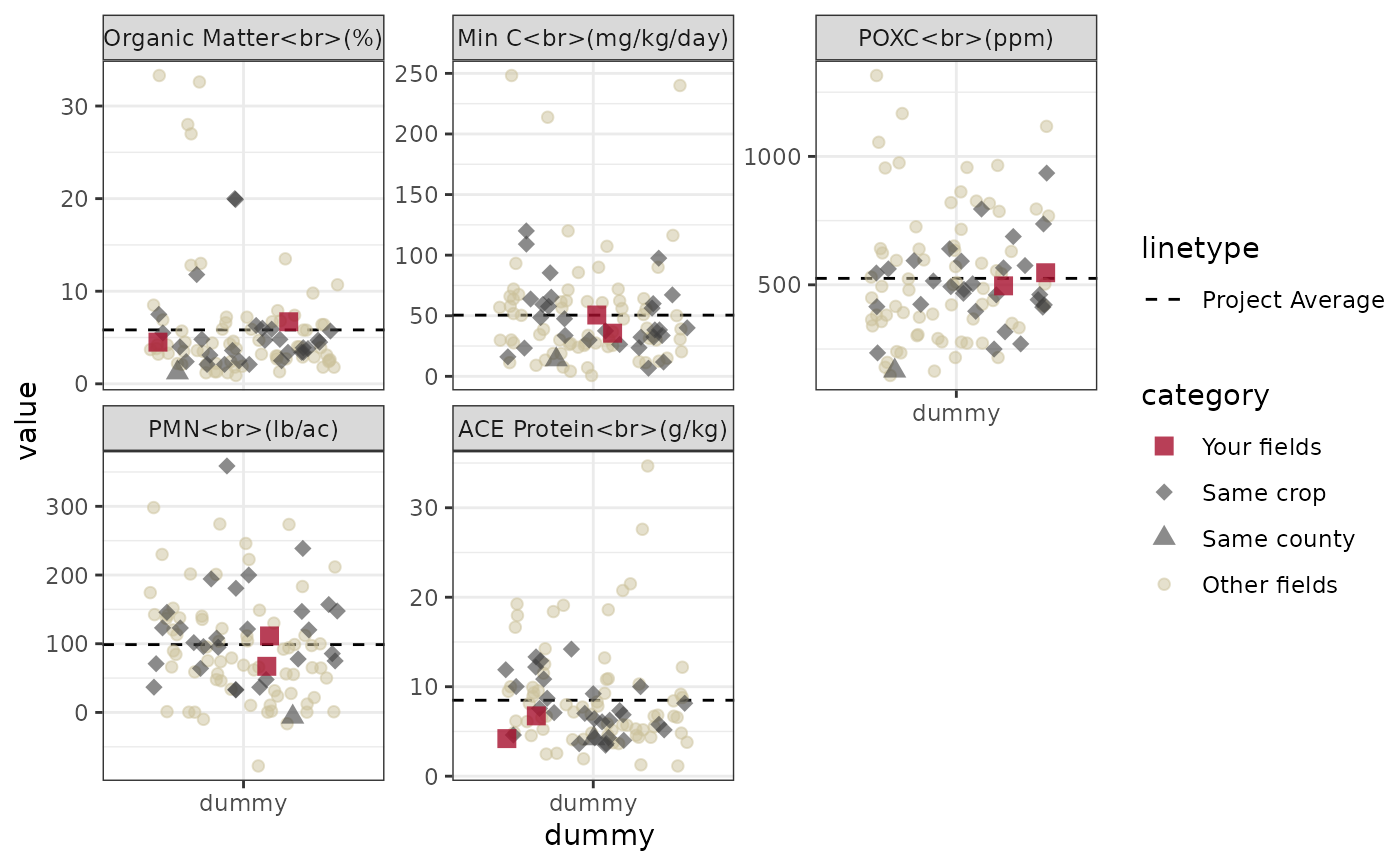 Organic Matter<br>(%)
Min C<br>(mg/kg/day)
POXC<br>(ppm)
30
20
10
0
250
200
150
100
50
0
1000
500
dummy
PMN<br>(lb/ac)
ACE Protein<br>(g/kg)
300
200
100
0
30
20
10
0
dummy
dummy
dummy
value
linetype
Project Average
category
Your fields
Same crop
Same county
Other fields